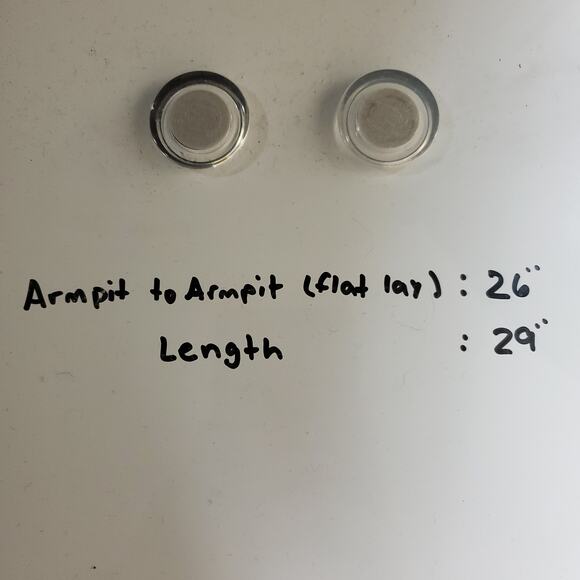 Armpit to Armpit (flat lay) : 26"
Length : 29"